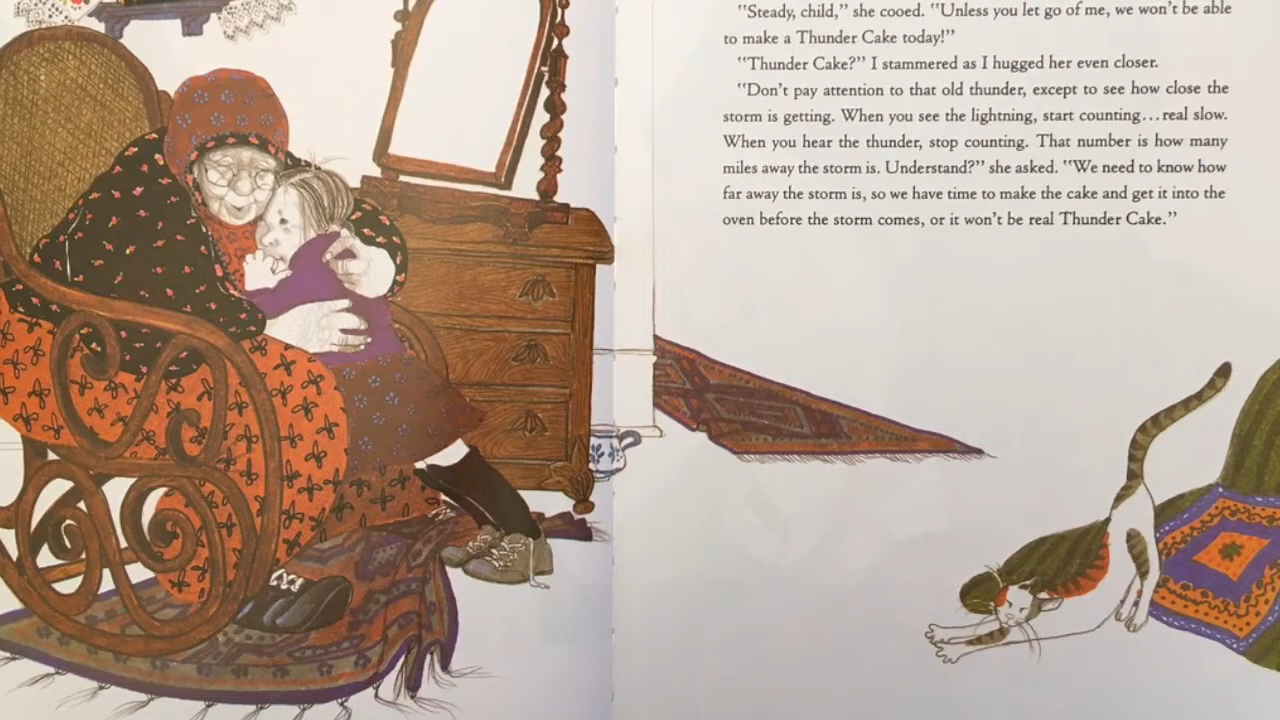 "Steady, child," she cooed. "Unless you let go of me, we won't be able
to make a Thunder Cake today!"
"Thunder Cake?" I stammered as I hugged her even closer.
"Don't pay attention to that old thunder, except to see how close the
storm is getting. When you see the lightning, start counting...real slow.
When you hear the thunder, stop counting. That number is how many
miles away the storm is. Understand?" she asked. "We need to know how
far away the storm is, so we have time to make the cake and get it into the
oven before the storm comes, or it won't be real Thunder Cake."